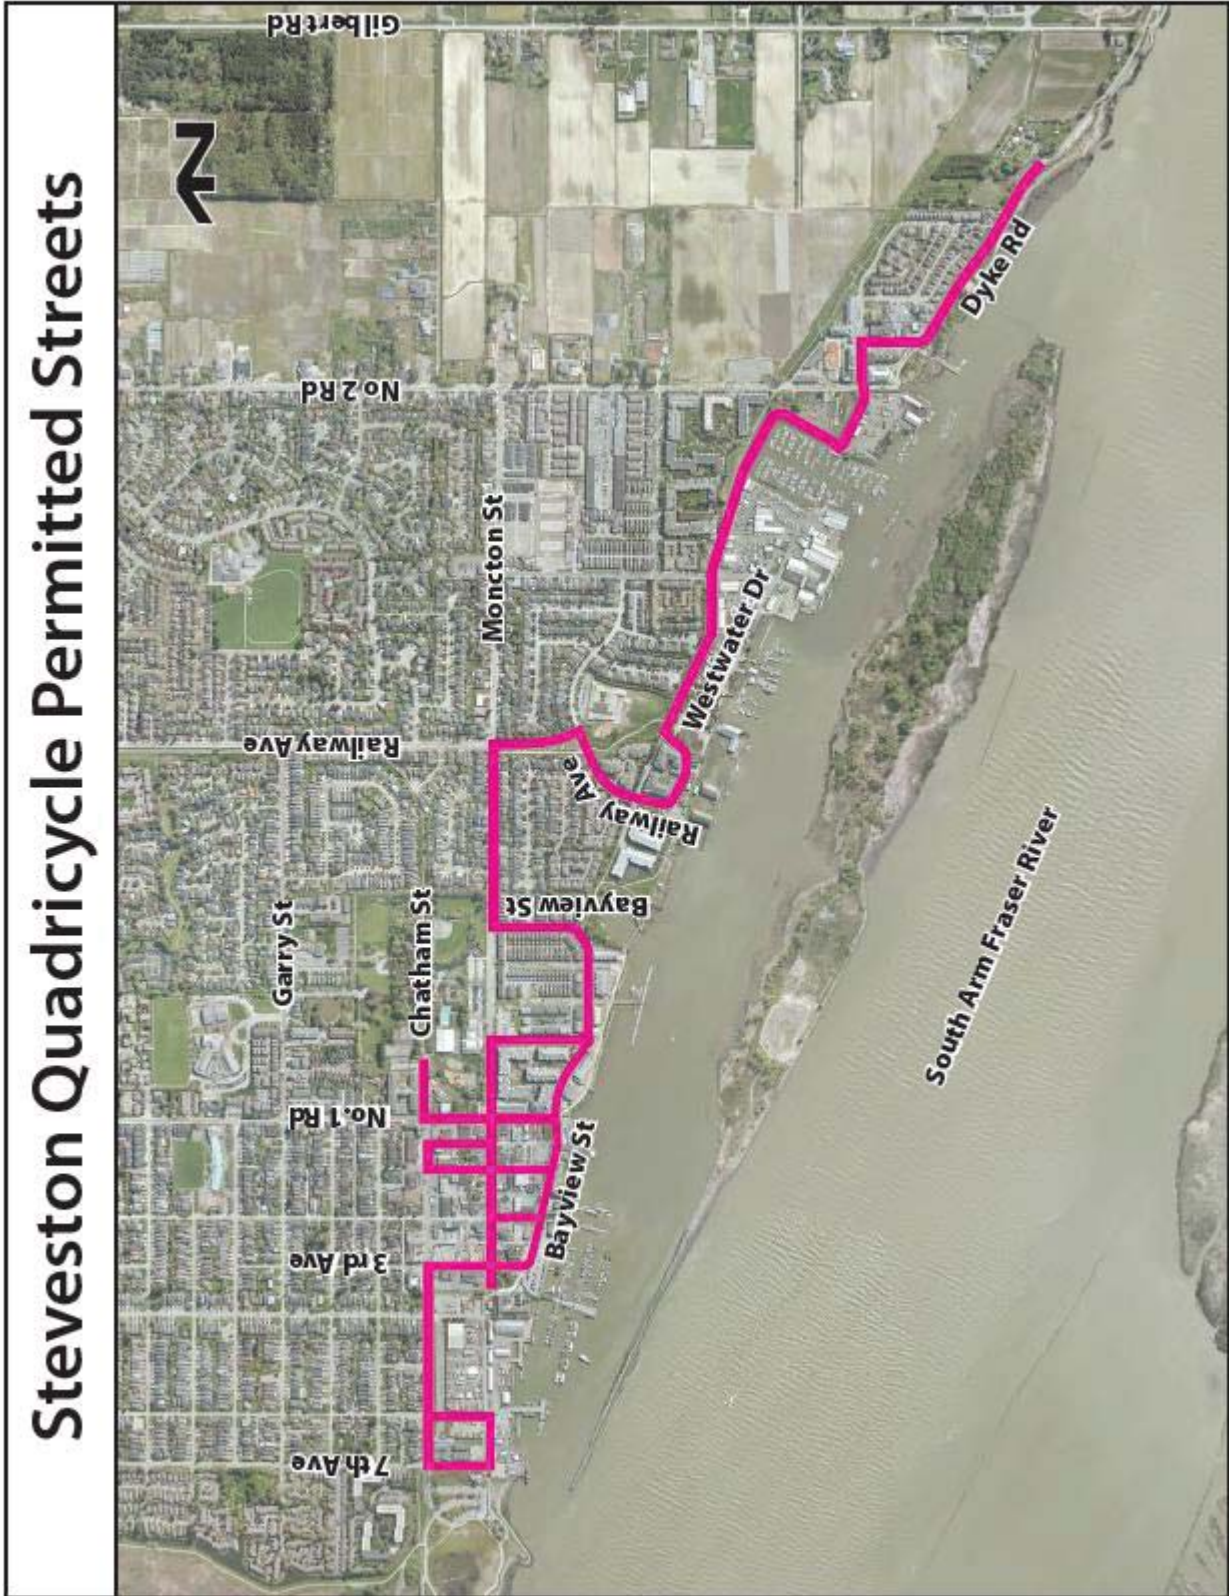 Steveston Quadricycle Permitted Streets
N
Gilbert Rd
No 2 Rd
Railway Ave
Garry St
Chatham St
Moncton St
No.1 Rd
3rd Ave
7th Ave
Bayview St
Bayview St
Railway Ave
Westwater Dr
Dyke Rd
South Arm Fraser River